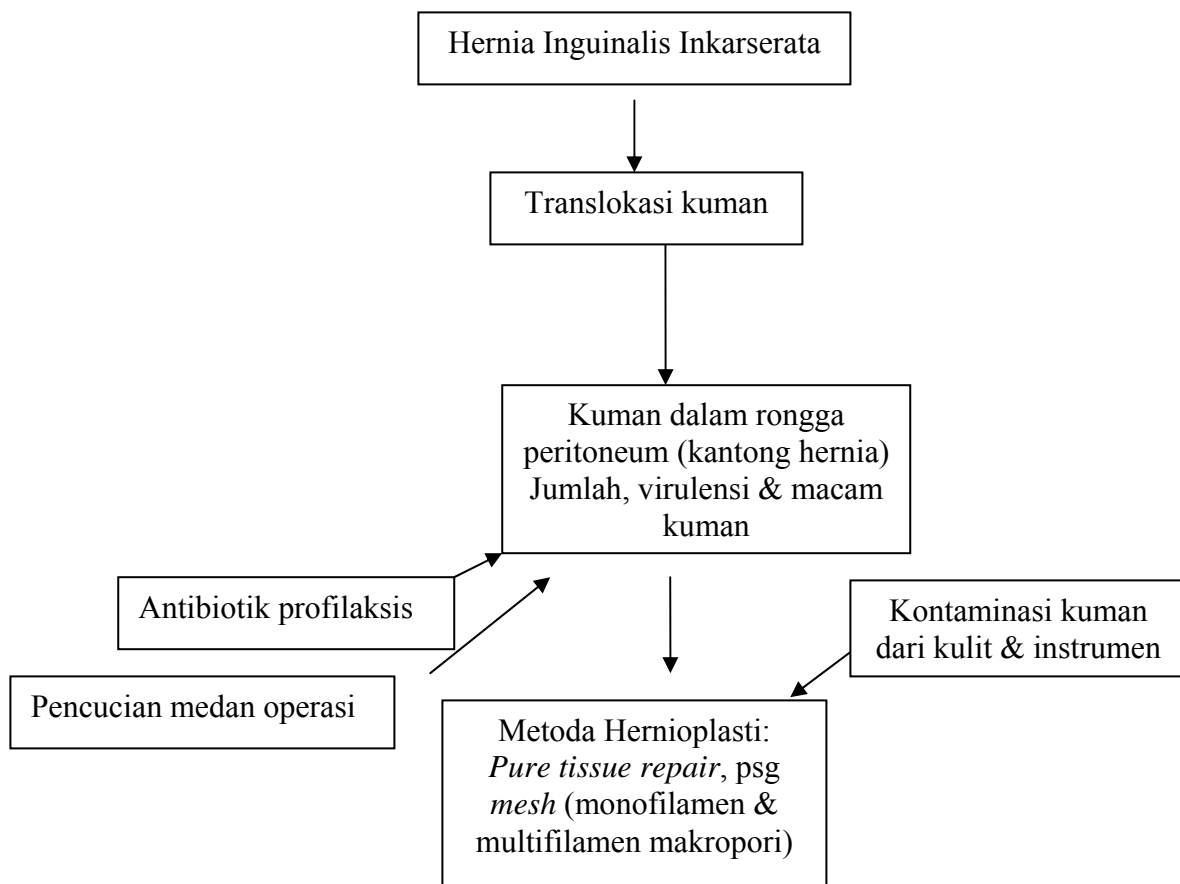 Hernia Inguinalis Inkarserata
Translokasi kuman
Kuman dalam rongga
peritoneum (kantong hernia)
Jumlah, virulensi & macam
kuman
Antibiotik profilaksis
Kontaminasi kuman
dari kulit & instrumen
Pencucian medan operasi
Metoda Hernioplasti:
Pure tissue repair, psg
mesh (monofilamen &
multifilamen makropori)